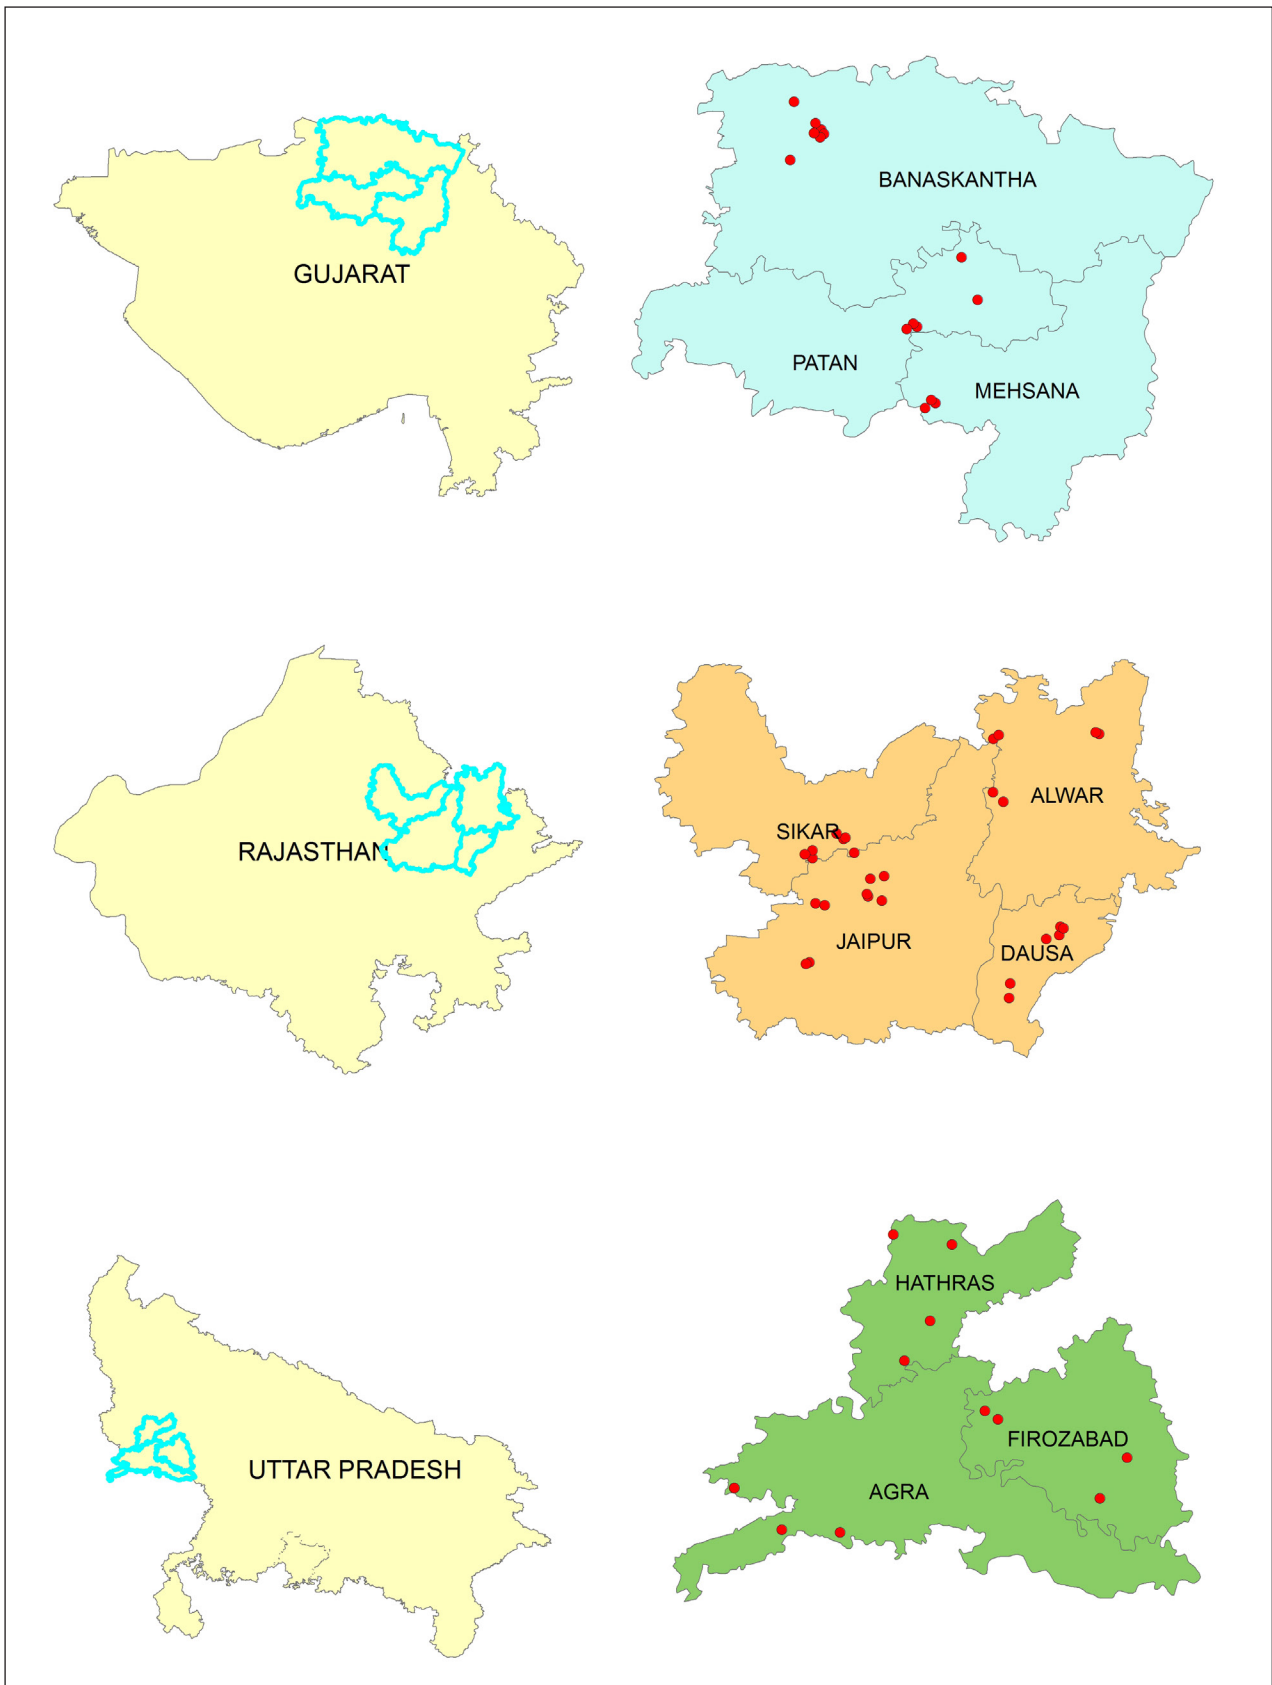 GUJARAT
BANASKANTHA
PATAN
MEHSANA
RAJASTHAN
SIKAR
ALWAR
JAIPUR
DAUSA
UTTAR PRADESH
HATHRAS
FIROZABAD
AGRA